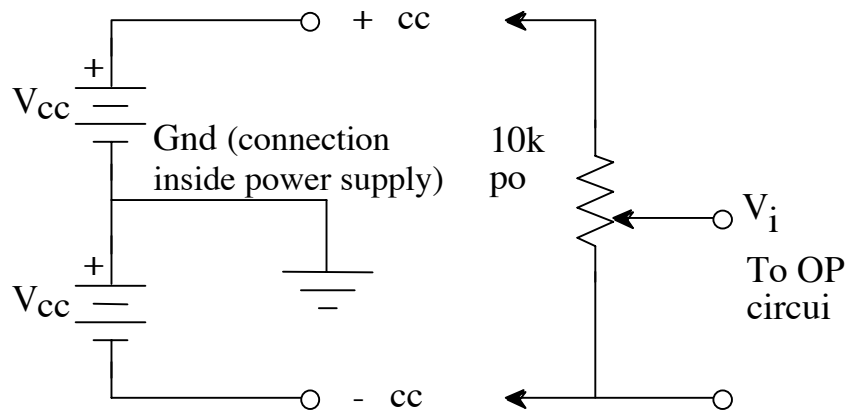 + cc
+
Vcc
Gnd (connection
inside power supply)
10k
po
Vi
To OP
circui
+
Vcc
- cc